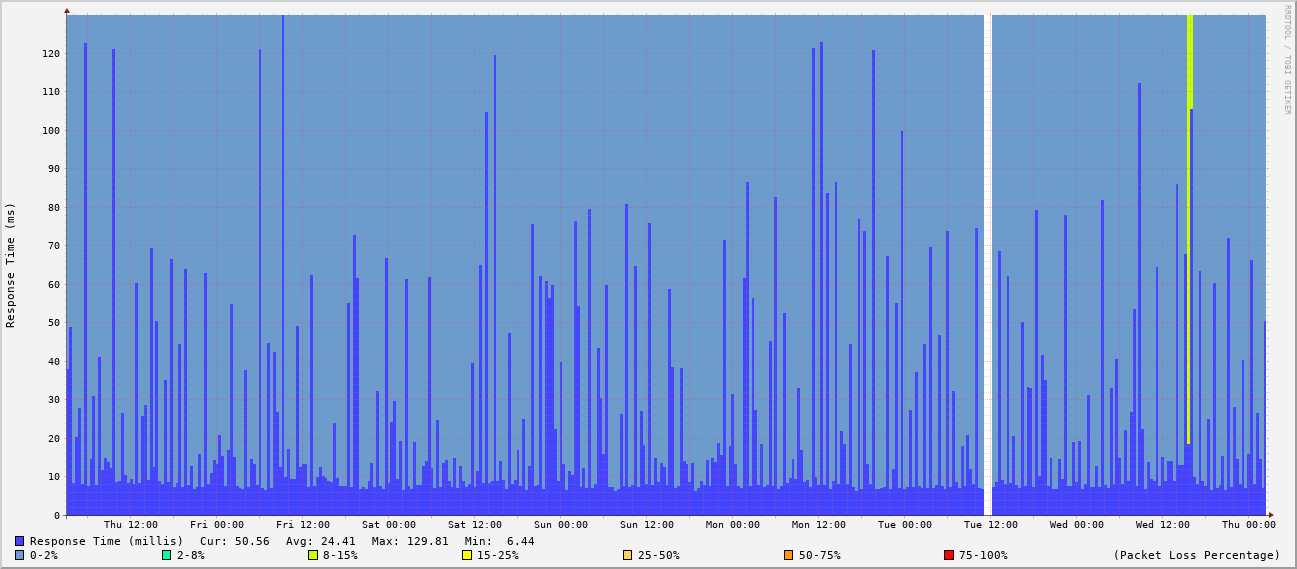 RRDTOOL / TOBI OETIKER
Response Time (ms)
120
110
100
90
80
70
60
50
40
30
20
10
0
Thu 12:00 Fri 00:00 Fri 12:00 Sat 00:00 Sat 12:00 Sun 00:00 Sun 12:00 Mon 00:00 Mon 12:00 Tue 00:00 Tue 12:00 Wed 00:00 Wed 12:00 Thu 00:00
Response Time (millis) Cur: 50.56 Avg: 24.41 Max: 129.81 Min: 6.44
0-2% 2-8% 8-15% 15-25% 25-50% 50-75% 75-100% (Packet Loss Percentage)